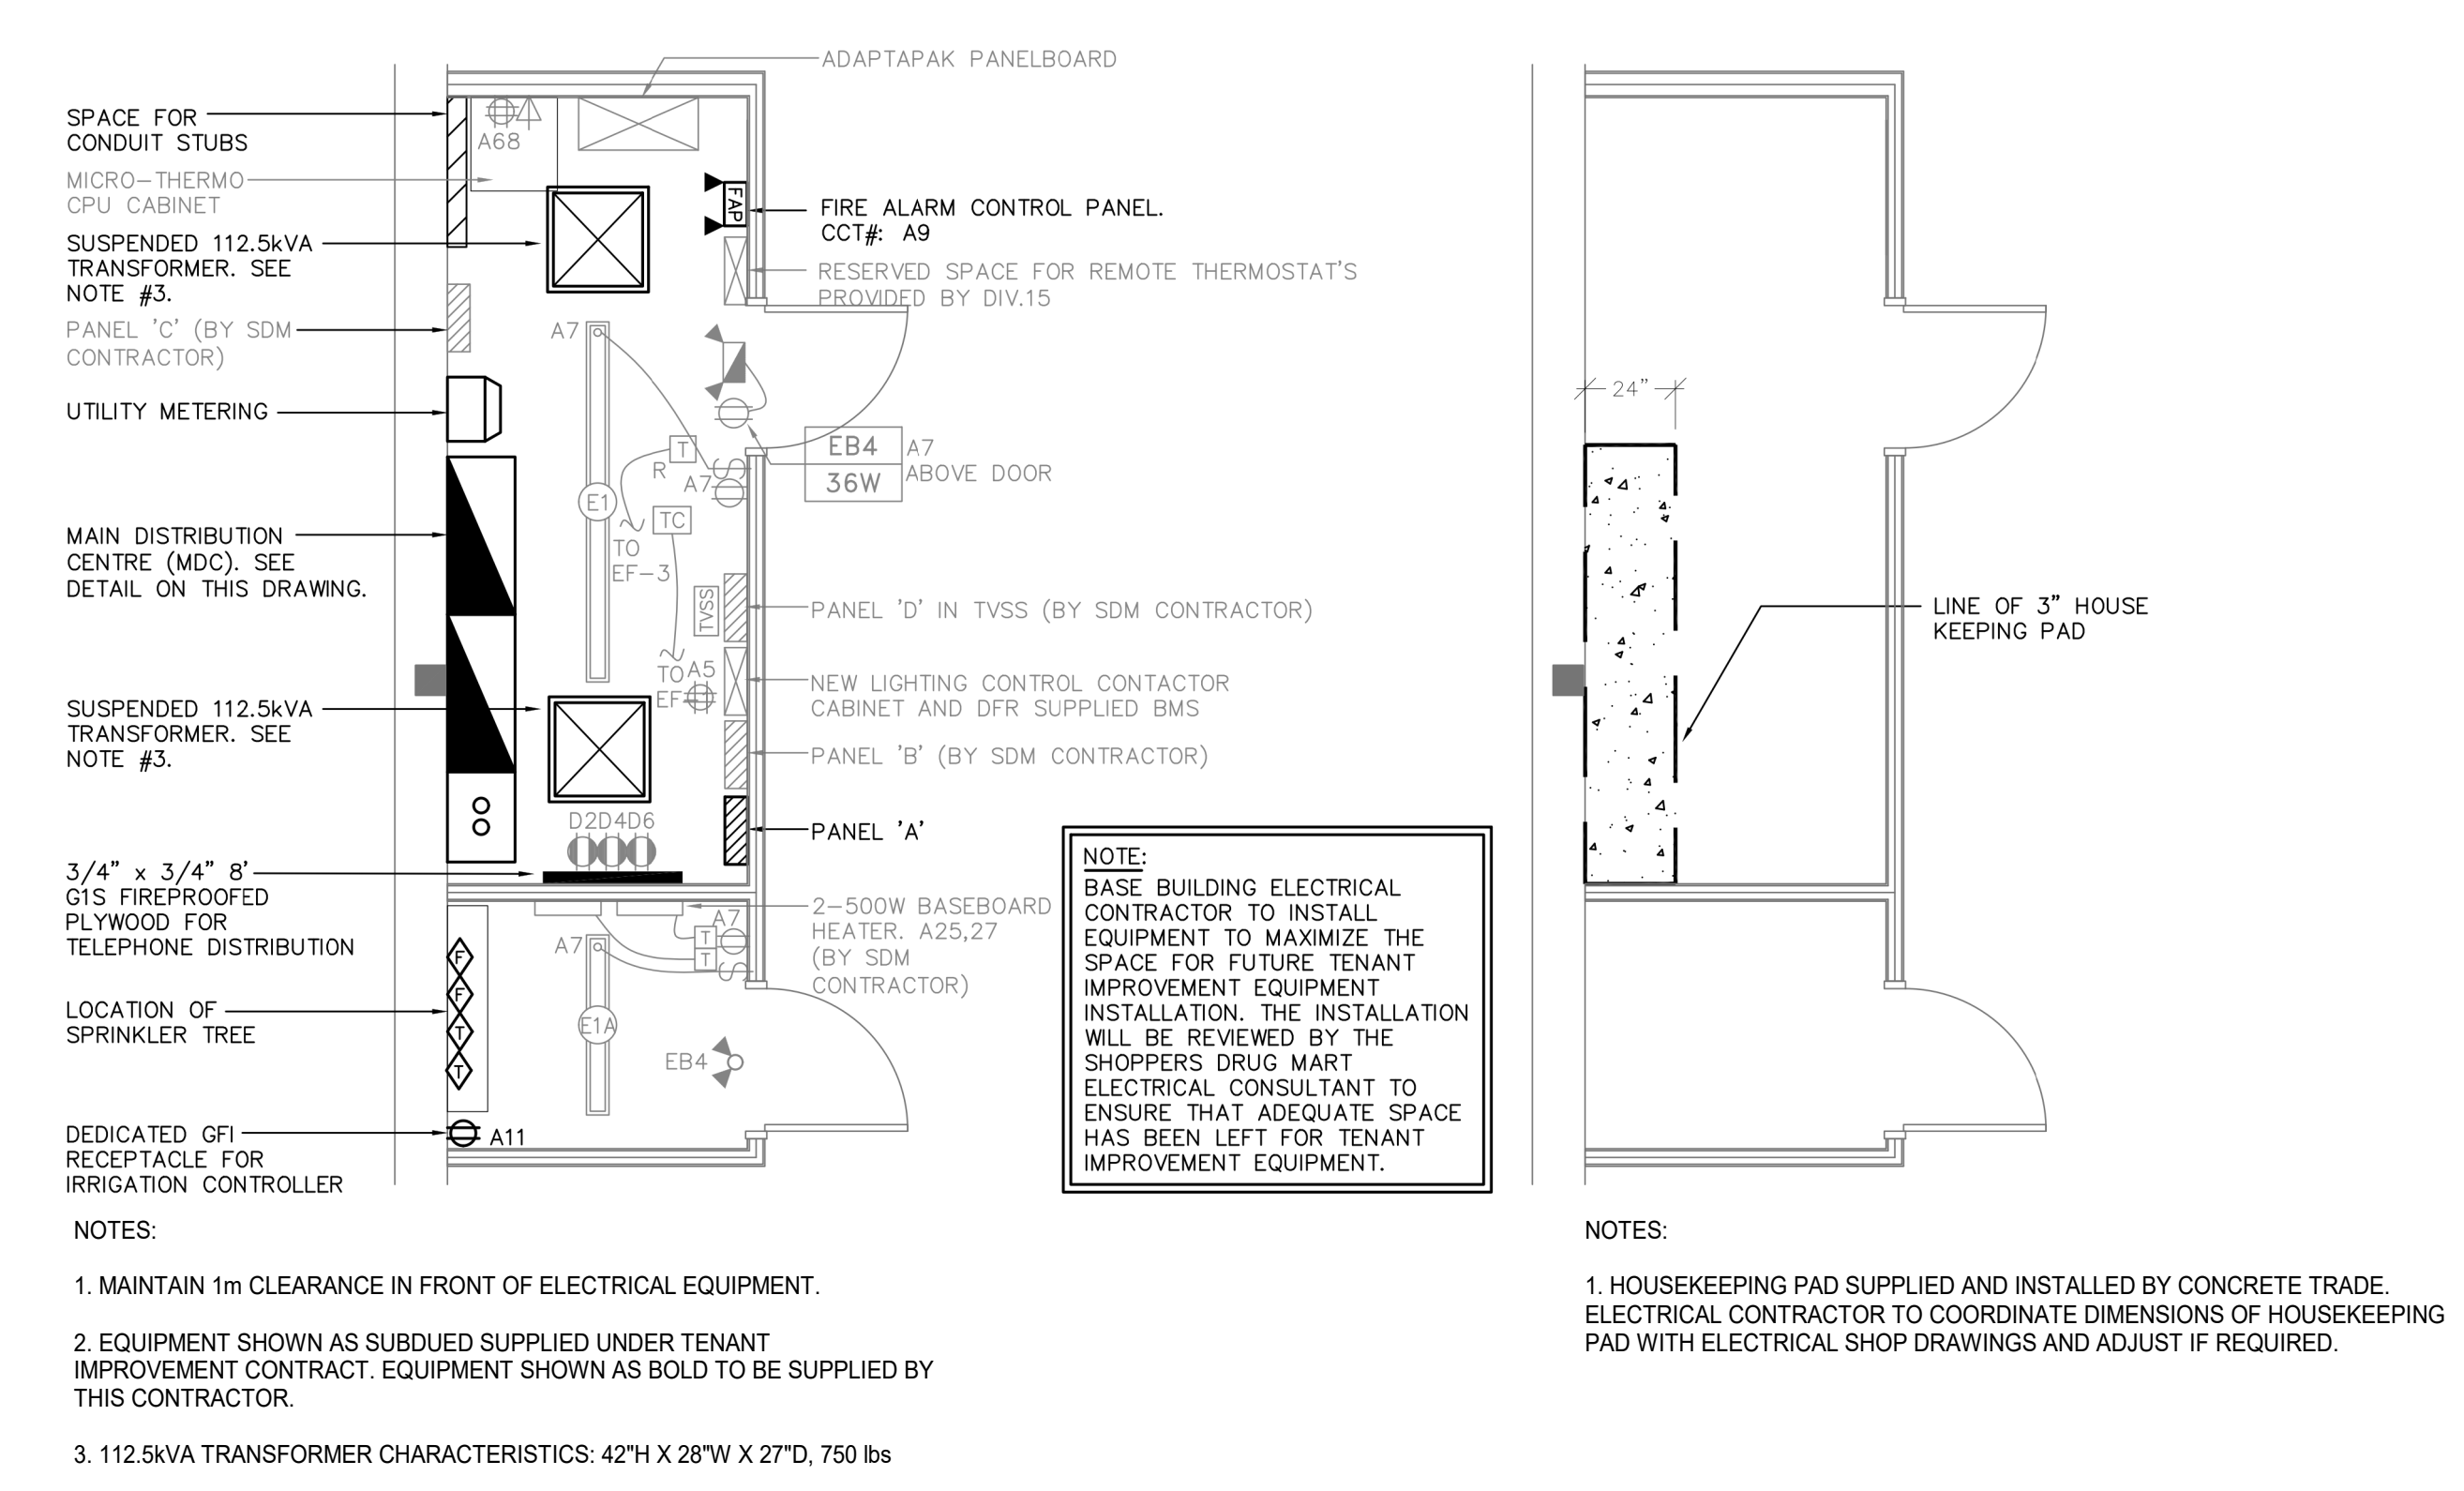 ADAPTAPAK PANELBOARD
SPACE FOR
CONDUIT STUBS
A68
MICRO-THERMO
CPU CABINET
FAP
FIRE ALARM CONTROL PANEL.
CCT#: A9
SUSPENDED 112.5kVA
TRANSFORMER. SEE
NOTE #3.
RESERVED SPACE FOR REMOTE THERMOSTAT'S
PROVIDED BY DIV.15
PANEL 'C' (BY SDM
CONTRACTOR)
A7
UTILITY METERING
T
R
A7
S
EB4
36W
A7
ABOVE DOOR
E1
TC
TO
EF-3
MAIN DISTRIBUTION
CENTRE (MDC). SEE
DETAIL ON THIS DRAWING.
TVSS
PANEL 'D' IN TVSS (BY SDM CONTRACTOR)
TO
EF-
A5
NEW LIGHTING CONTROL CONTACTOR
CABINET AND DFR SUPPLIED BMS
SUSPENDED 112.5kVA
TRANSFORMER. SEE
NOTE #3.
PANEL 'B' (BY SDM CONTRACTOR)
D2D4D6
PANEL 'A'
3/4" x 3/4" 8'
G1S FIREPROOFED
PLYWOOD FOR
TELEPHONE DISTRIBUTION
2-500W BASEBOARD
HEATER. A25,27
(BY SDM
CONTRACTOR)
A7
T
T
S
A7
F
F
T
T
E1A
LOCATION OF
SPRINKLER TREE
EB4
DEDICATED GFI
RECEPTACLE FOR
IRRIGATION CONTROLLER
A11
NOTE:
BASE BUILDING ELECTRICAL
CONTRACTOR TO INSTALL
EQUIPMENT TO MAXIMIZE THE
SPACE FOR FUTURE TENANT
IMPROVEMENT EQUIPMENT
INSTALLATION. THE INSTALLATION
WILL BE REVIEWED BY THE
SHOPPERS DRUG MART
ELECTRICAL CONSULTANT TO
ENSURE THAT ADEQUATE SPACE
HAS BEEN LEFT FOR TENANT
IMPROVEMENT EQUIPMENT.
NOTES:
1. MAINTAIN 1m CLEARANCE IN FRONT OF ELECTRICAL EQUIPMENT.
2. EQUIPMENT SHOWN AS SUBDUED SUPPLIED UNDER TENANT
IMPROVEMENT CONTRACT. EQUIPMENT SHOWN AS BOLD TO BE SUPPLIED BY
THIS CONTRACTOR.
3. 112.5kVA TRANSFORMER CHARACTERISTICS: 42"H X 28"W X 27"D, 750 lbs
24"
LINE OF 3" HOUSE
KEEPING PAD
NOTES:
1. HOUSEKEEPING PAD SUPPLIED AND INSTALLED BY CONCRETE TRADE.
ELECTRICAL CONTRACTOR TO COORDINATE DIMENSIONS OF HOUSEKEEPING
PAD WITH ELECTRICAL SHOP DRAWINGS AND ADJUST IF REQUIRED.